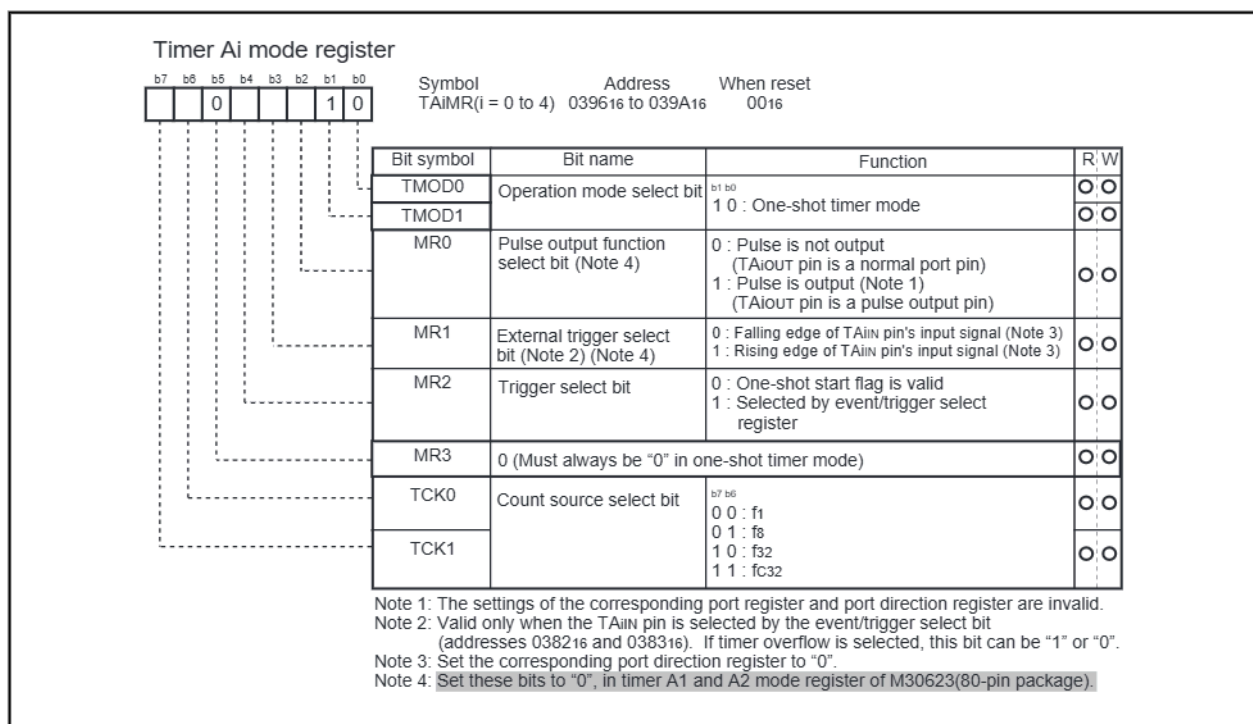 Timer Ai mode register
b7 b6 b5 b4 b3 b2 b1 b0
0 1 0
Symbol Address When reset
TAiMR(i = 0 to 4) 039616 to 039A16 0016
Bit symbol Bit name Function R W
TMOD0 Operation mode select bit b1 b0
1 0 : One-shot timer mode
TMOD1
MR0 Pulse output function 0 : Pulse is not output
select bit (Note 4) (TAiOUT pin is a normal port pin)
1 : Pulse is output (Note 1)
(TAiOUT pin is a pulse output pin)
MR1 External trigger select 0 : Falling edge of TAiIN pin's input signal (Note 3)
bit (Note 2) (Note 4) 1 : Rising edge of TAiIN pin's input signal (Note 3)
MR2 Trigger select bit 0 : One-shot start flag is valid
1 : Selected by event/trigger select
register
MR3 0 (Must always be “0” in one-shot timer mode)
TCK0 Count source select bit b7 b6
0 0 : f1
0 1 : f8
TCK1 1 0 : f32
1 1 : fC32
Note 1: The settings of the corresponding port register and port direction register are invalid.
Note 2: Valid only when the TAiIN pin is selected by the event/trigger select bit
(addresses 038216 and 038316). If timer overflow is selected, this bit can be “1” or “0”.
Note 3: Set the corresponding port direction register to “0”.
Note 4: Set these bits to “0”, in timer A1 and A2 mode register of M30623(80-pin package).